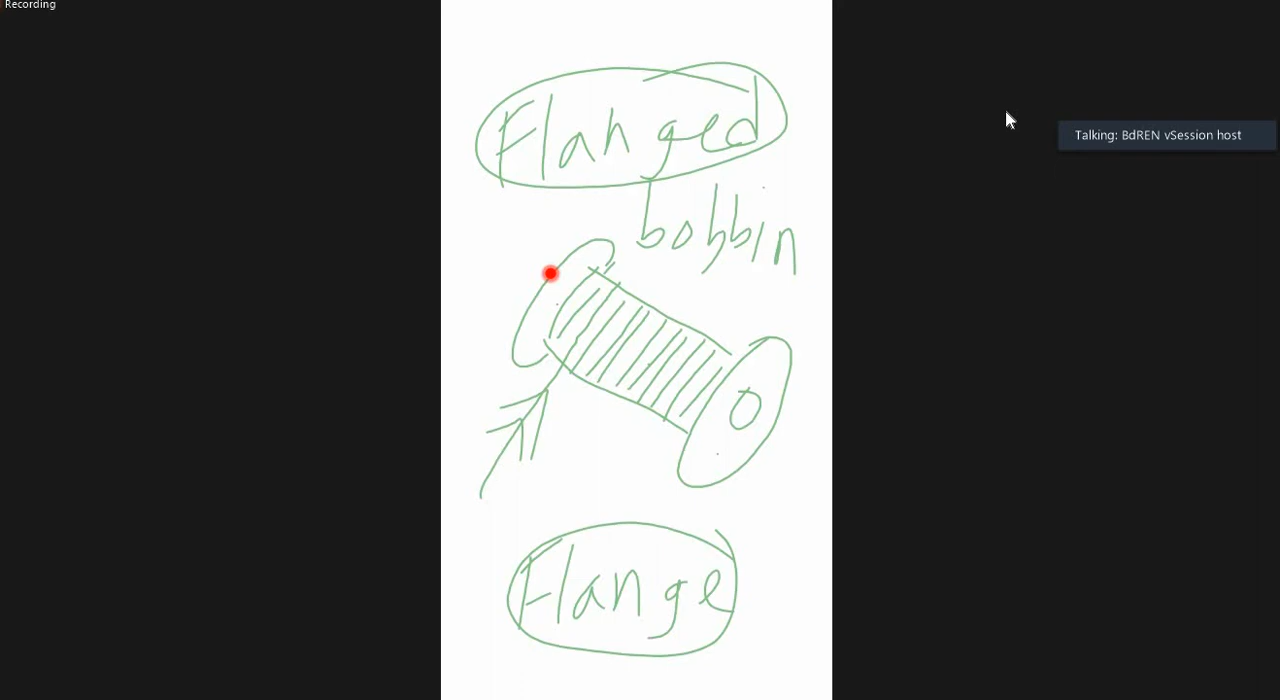 Recording
Flanged
Talking: BdREN vSession host
bobbin
Flange